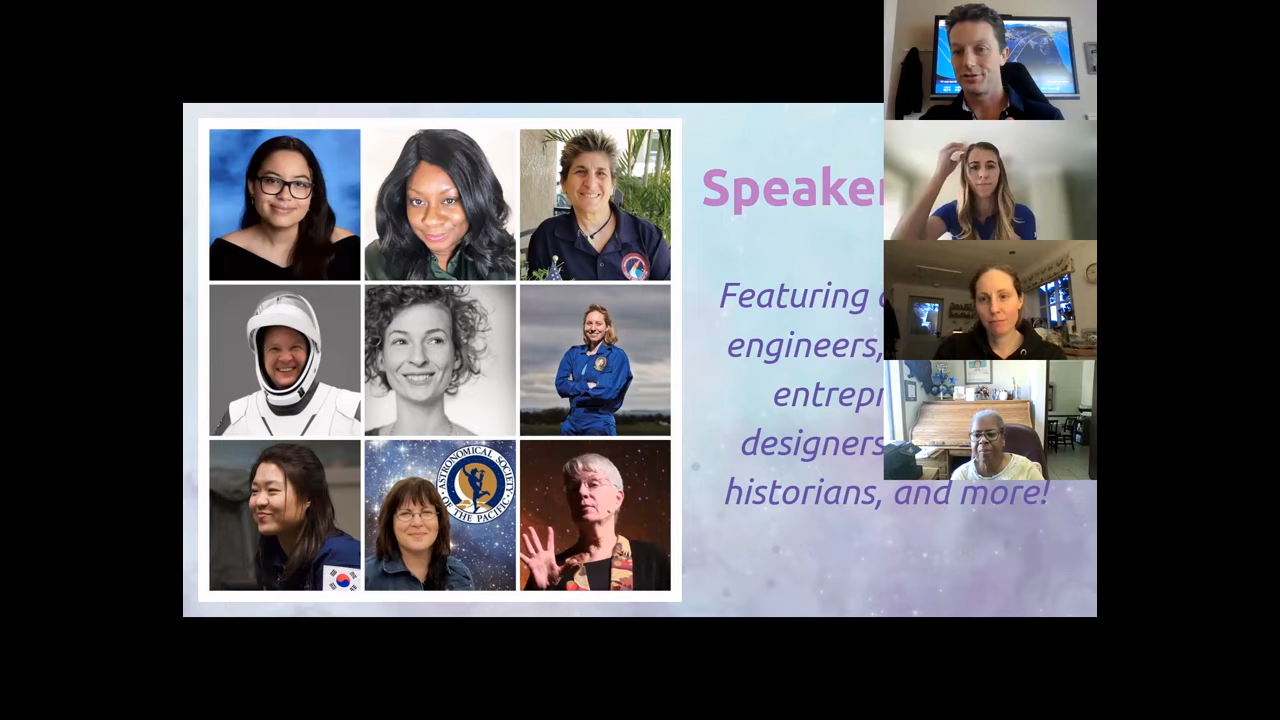 ASTRONOMICAL SOCIETY
OF THE PACIFIC
Speaker
Featuring
engineers,
entrepr
designers
historians, and more!